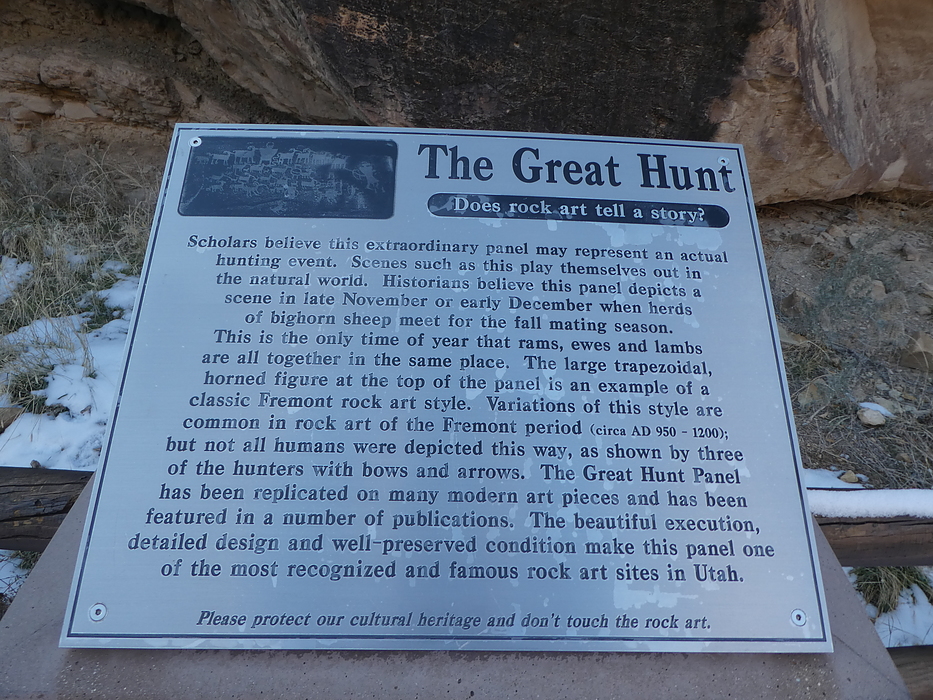 The Great Hunt
Does rock art tell a story?
Scholars believe this extraordinary panel may represent an actual
hunting event. Scenes such as this play themselves out in
the natural world. Historians believe this panel depicts a
scene in late November or early December when herds
of bighorn sheep meet for the fall mating season.
This is the only time of year that rams, ewes and lambs
are all together in the same place. The large trapezoidal,
horned figure at the top of the panel is an example of a
classic Fremont rock art style. Variations of this style are
common in rock art of the Fremont period (circa AD 950 - 1200);
but not all humans were depicted this way, as shown by three
of the hunters with bows and arrows. The Great Hunt Panel
has been replicated on many modern art pieces and has been
featured in a number of publications. The beautiful execution,
detailed design and well-preserved condition make this panel one
of the most recognized and famous rock art sites in Utah.
Please protect our cultural heritage and don't touch the rock art.